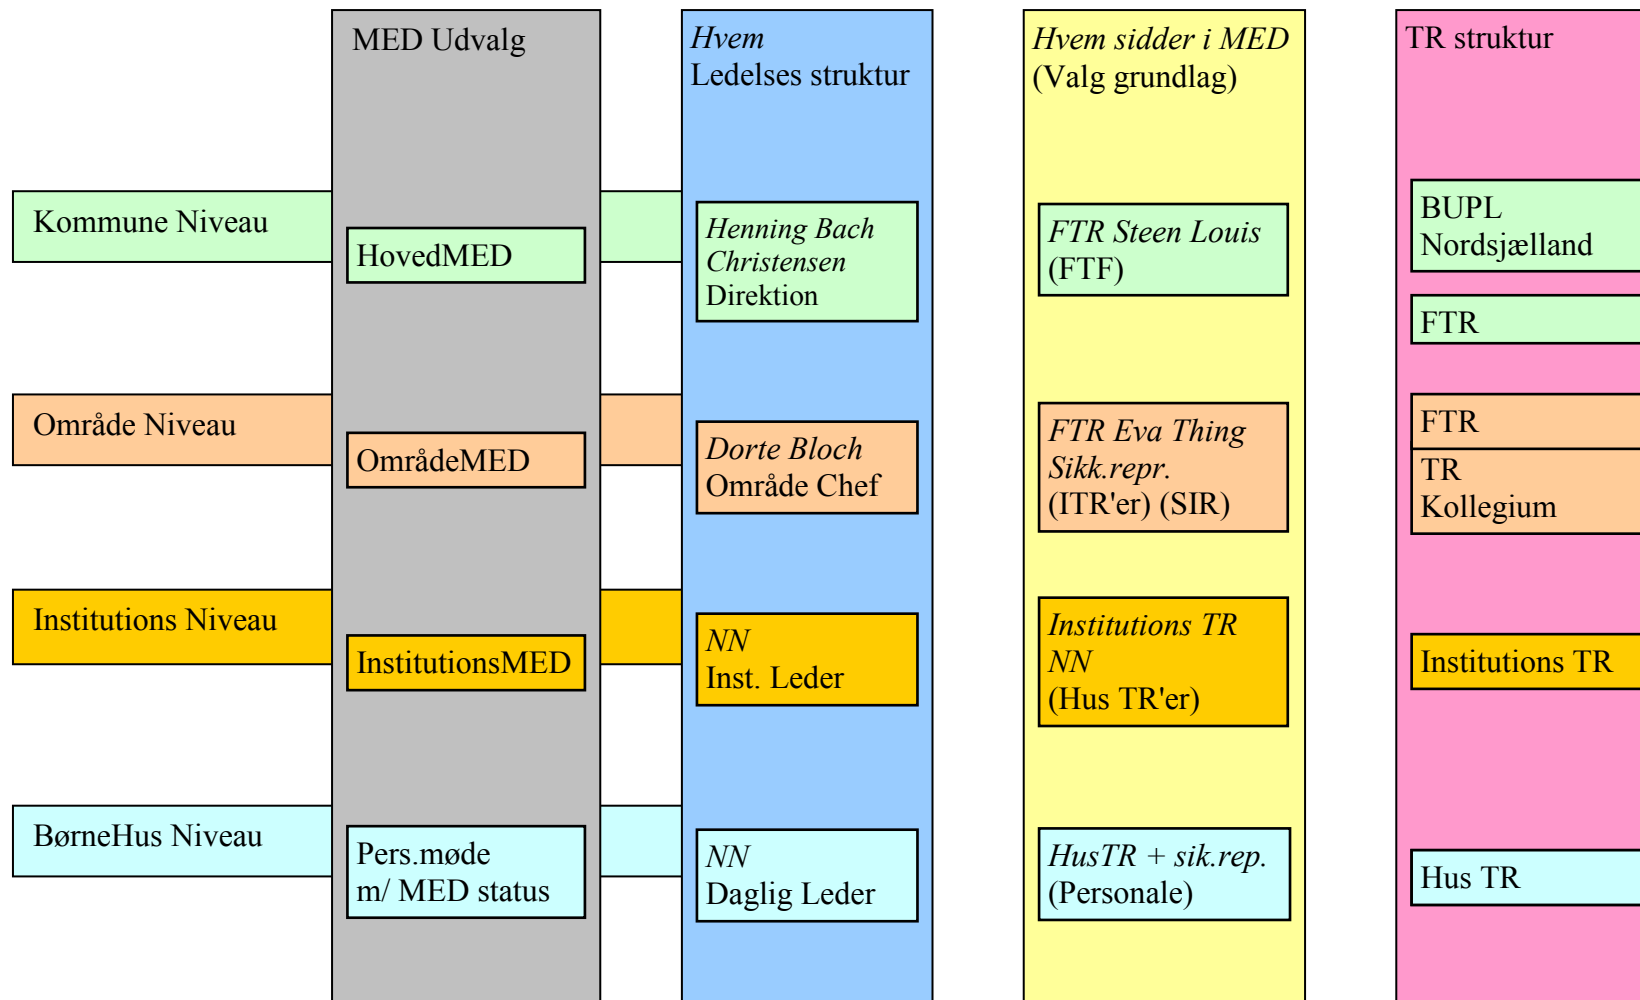 MED Udvalg
Hvem
Ledelses struktur
Hvem sidder i MED
(Valg grundlag)
TR struktur
Kommune Niveau
HovedMED
Henning Bach
Christensen
Direktion
FTR Steen Louis
(FTF)
BUPL
Nordsjælland
FTR
Område Niveau
OmrådeMED
Dorte Bloch
Område Chef
FTR Eva Thing
Sikk.repr.
(ITR'er) (SIR)
FTR
TR
Kollegium
Institutions Niveau
InstitutionsMED
NN
Inst. Leder
Institutions TR
NN
(Hus TR'er)
Institutions TR
BørneHus Niveau
Pers.møde
m/ MED status
NN
Daglig Leder
HusTR + sik.rep.
(Personale)
Hus TR